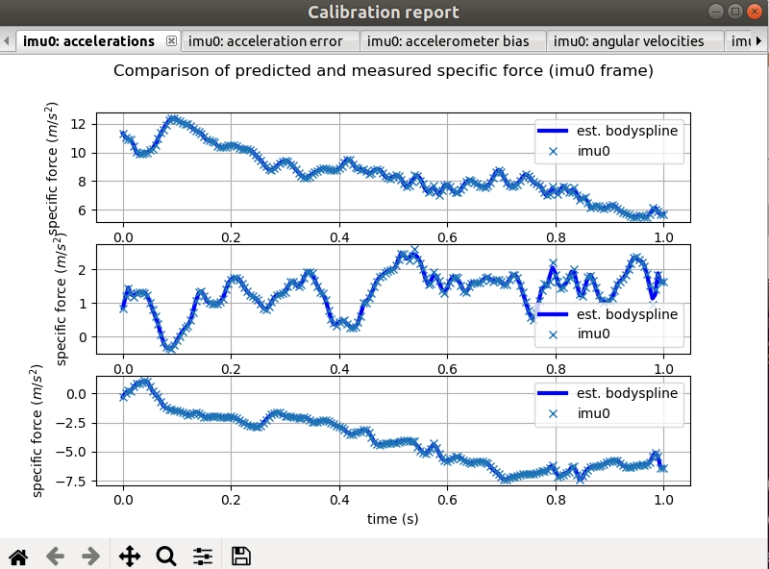 Calibration report
imu0: accelerations
imu0: acceleration error
imu0: accelerometer bias
imu0: angular velocities
imu
Comparison of predicted and measured specific force (imu0 frame)
specific force (m/s²)
12
10
8
6
est. bodyspline
imu0
0.0 0.2 0.4 0.6 0.8 1.0
specific force (m/s²)
2
1
0
est. bodyspline
imu0
0.0 0.2 0.4 0.6 0.8 1.0
specific force (m/s²)
0.0
−2.5
−5.0
−7.5
est. bodyspline
imu0
0.0 0.2 0.4 0.6 0.8 1.0
time (s)